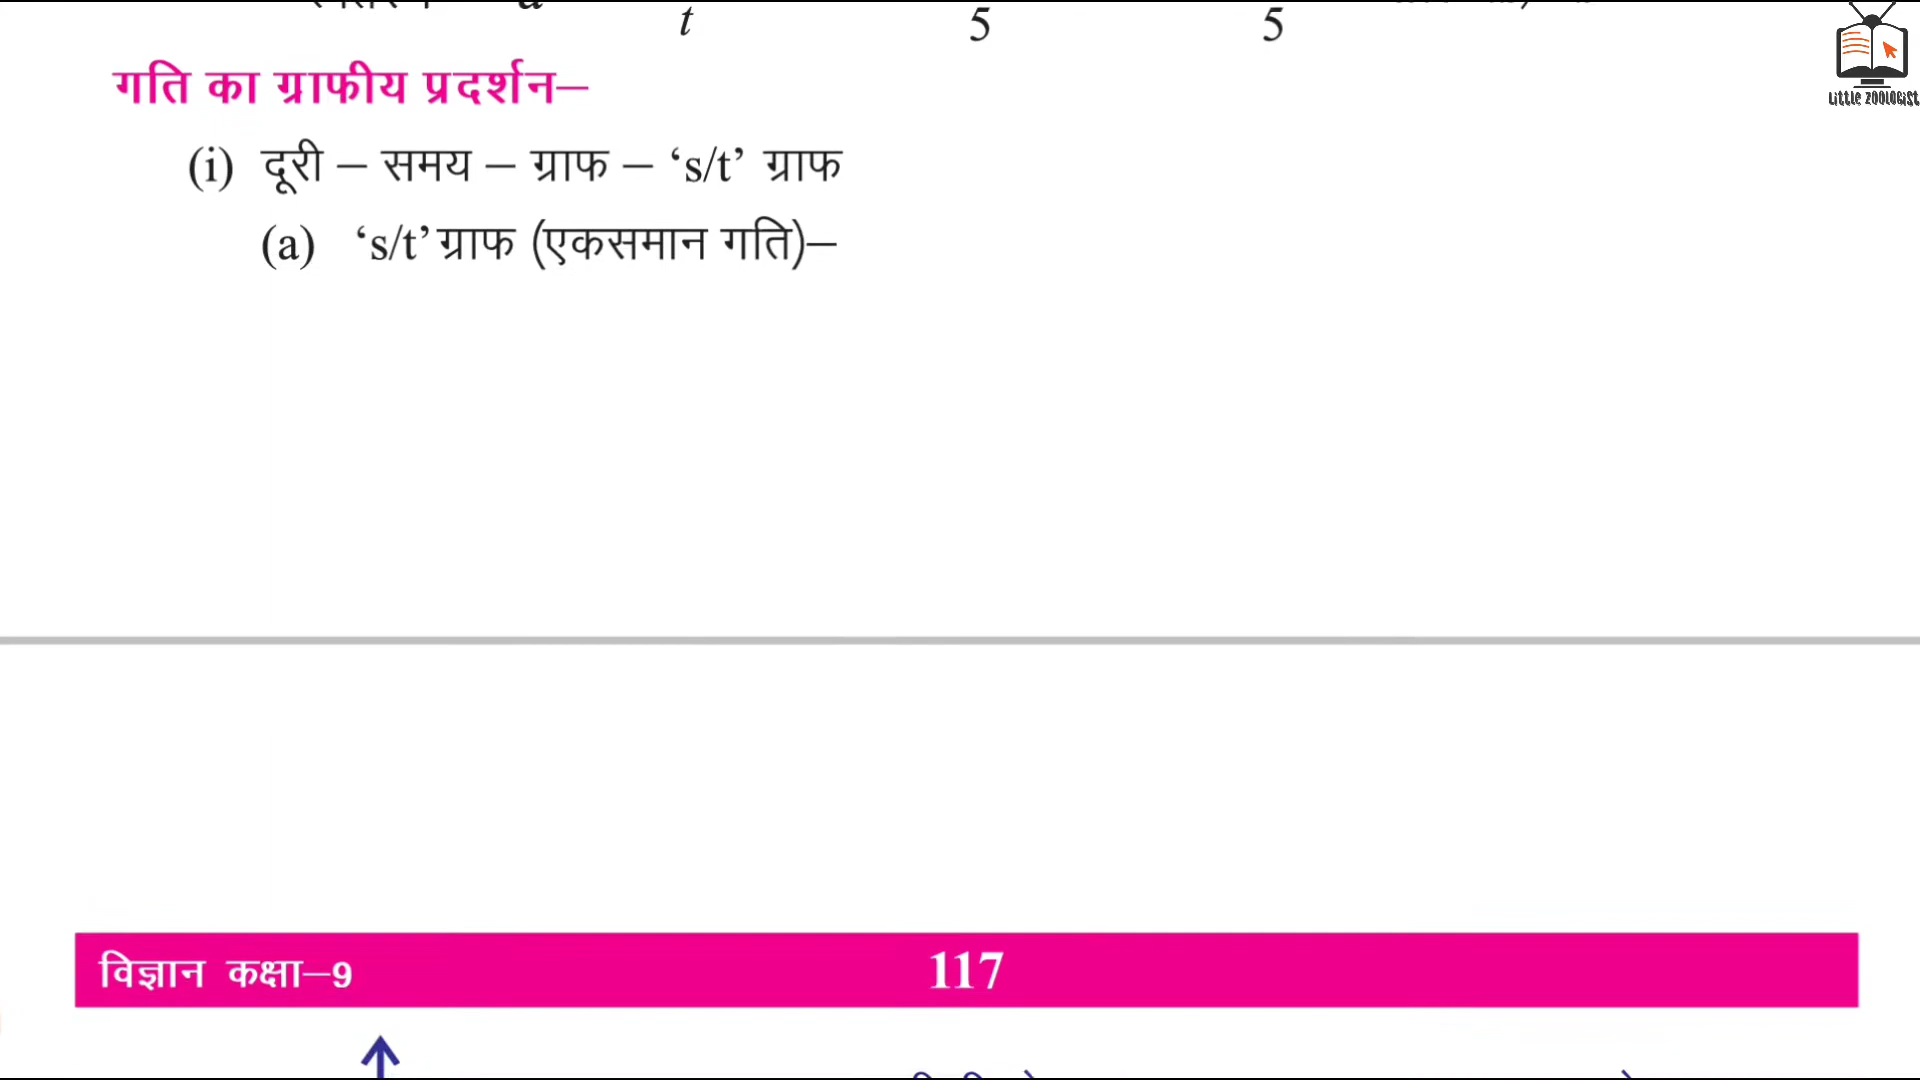 t 5 5
गति का ग्राफीय प्रदर्शन–
(i) दूरी – समय – ग्राफ – ‘s/t’ ग्राफ
(a) ‘s/t’ ग्राफ (एकसमान गति)–
विज्ञान कक्षा–9 117
LittLe ZOOLOGiSt